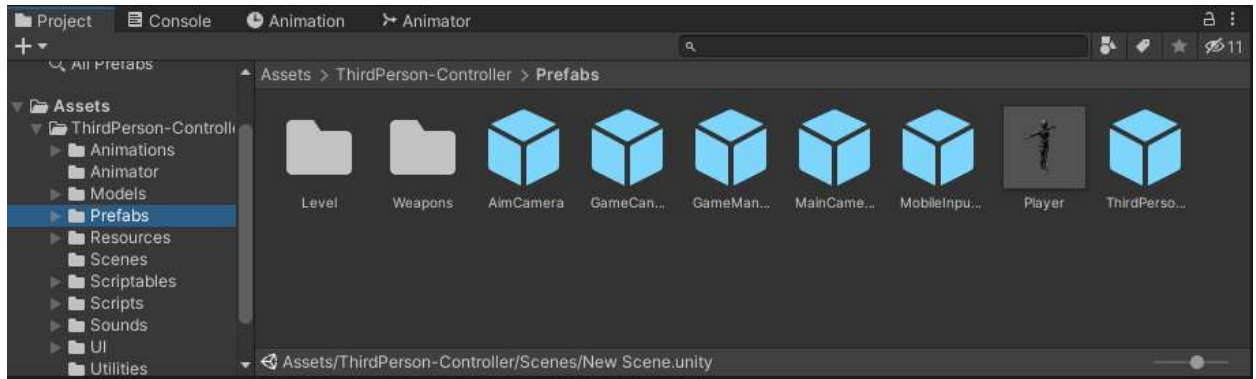 Project Console Animation Animator
11
All Prefabs
Assets > ThirdPerson-Controller > Prefabs
Assets
ThirdPerson-Controlle
Animations
Animator
Models
Prefabs
Resources
Scenes
Scriptables
Scripts
Sounds
UI
Utilities
Level Weapons AimCamera GameCan... GameMan... MainCame... MobileInpu... Player ThirdPerso...
Assets/ThirdPerson-Controller/Scenes/New Scene.unity